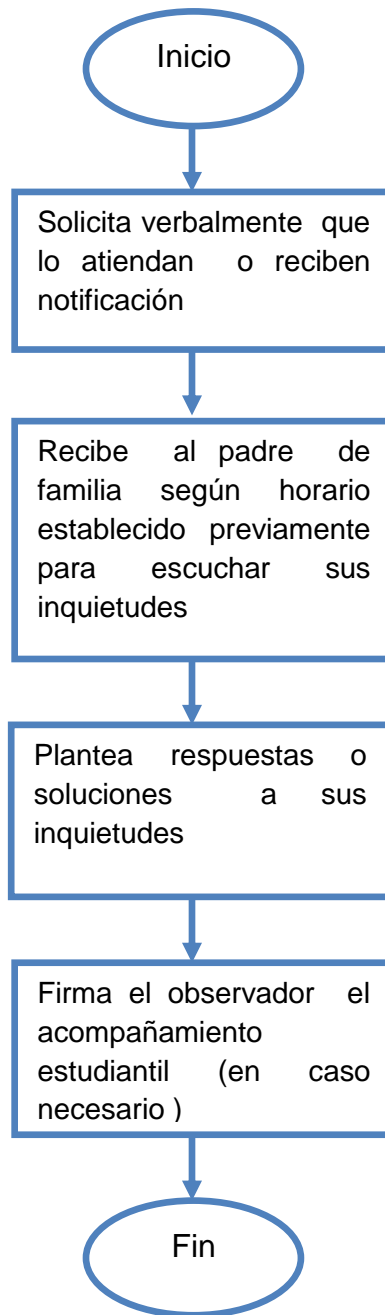 Inicio
Solicita verbalmente que
lo atiendan o reciben
notificación
Recibe al padre de
familia según horario
establecido previamente
para escuchar sus
inquietudes
Plantea respuestas o
soluciones a sus
inquietudes
Firma el observador el
acompañamiento
estudiantil (en caso
necesario )
Fin